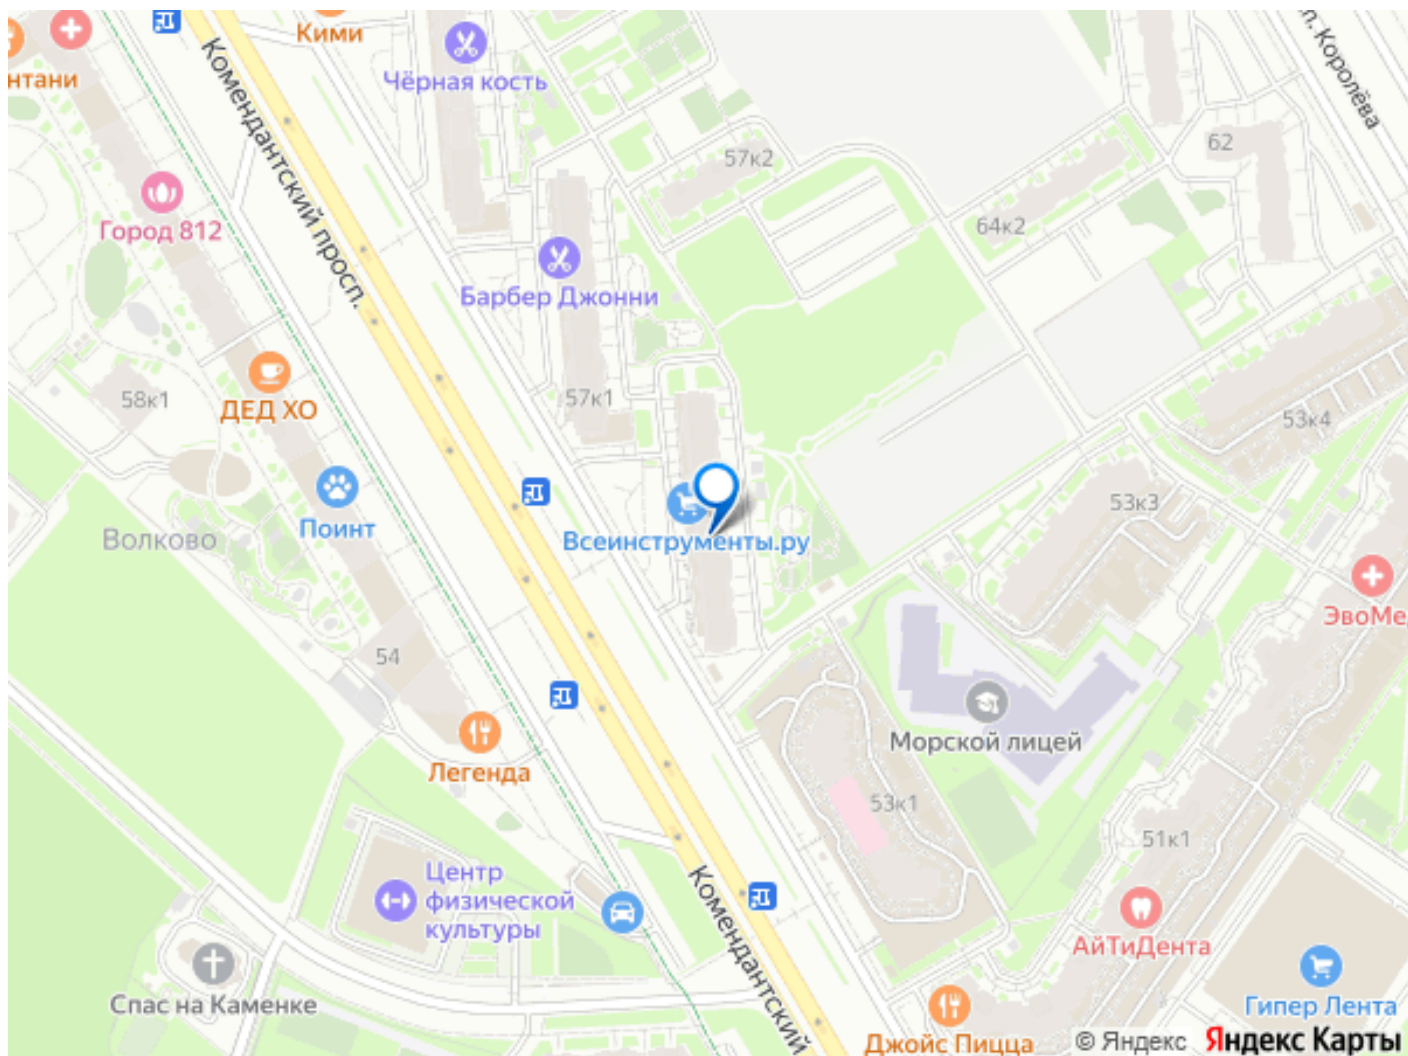 Кими
нтани
Чёрная кость
Комендантский просп.
п. Королёва
62
57к2
Город 812
64к2
Барбер Джонни
58к1
ДЕД ХО
57к1
53к4
Поинт
53к3
Волково
Всеинструменты.ру
ЭвоМе
54
Легенда
Морской лицей
53к1
51к1
Центр
физической
культуры
Комендантский
АйТиДента
Спас на Каменке
Гипер Лента
Джойс Пицца
© Яндекс Яндекс Карты